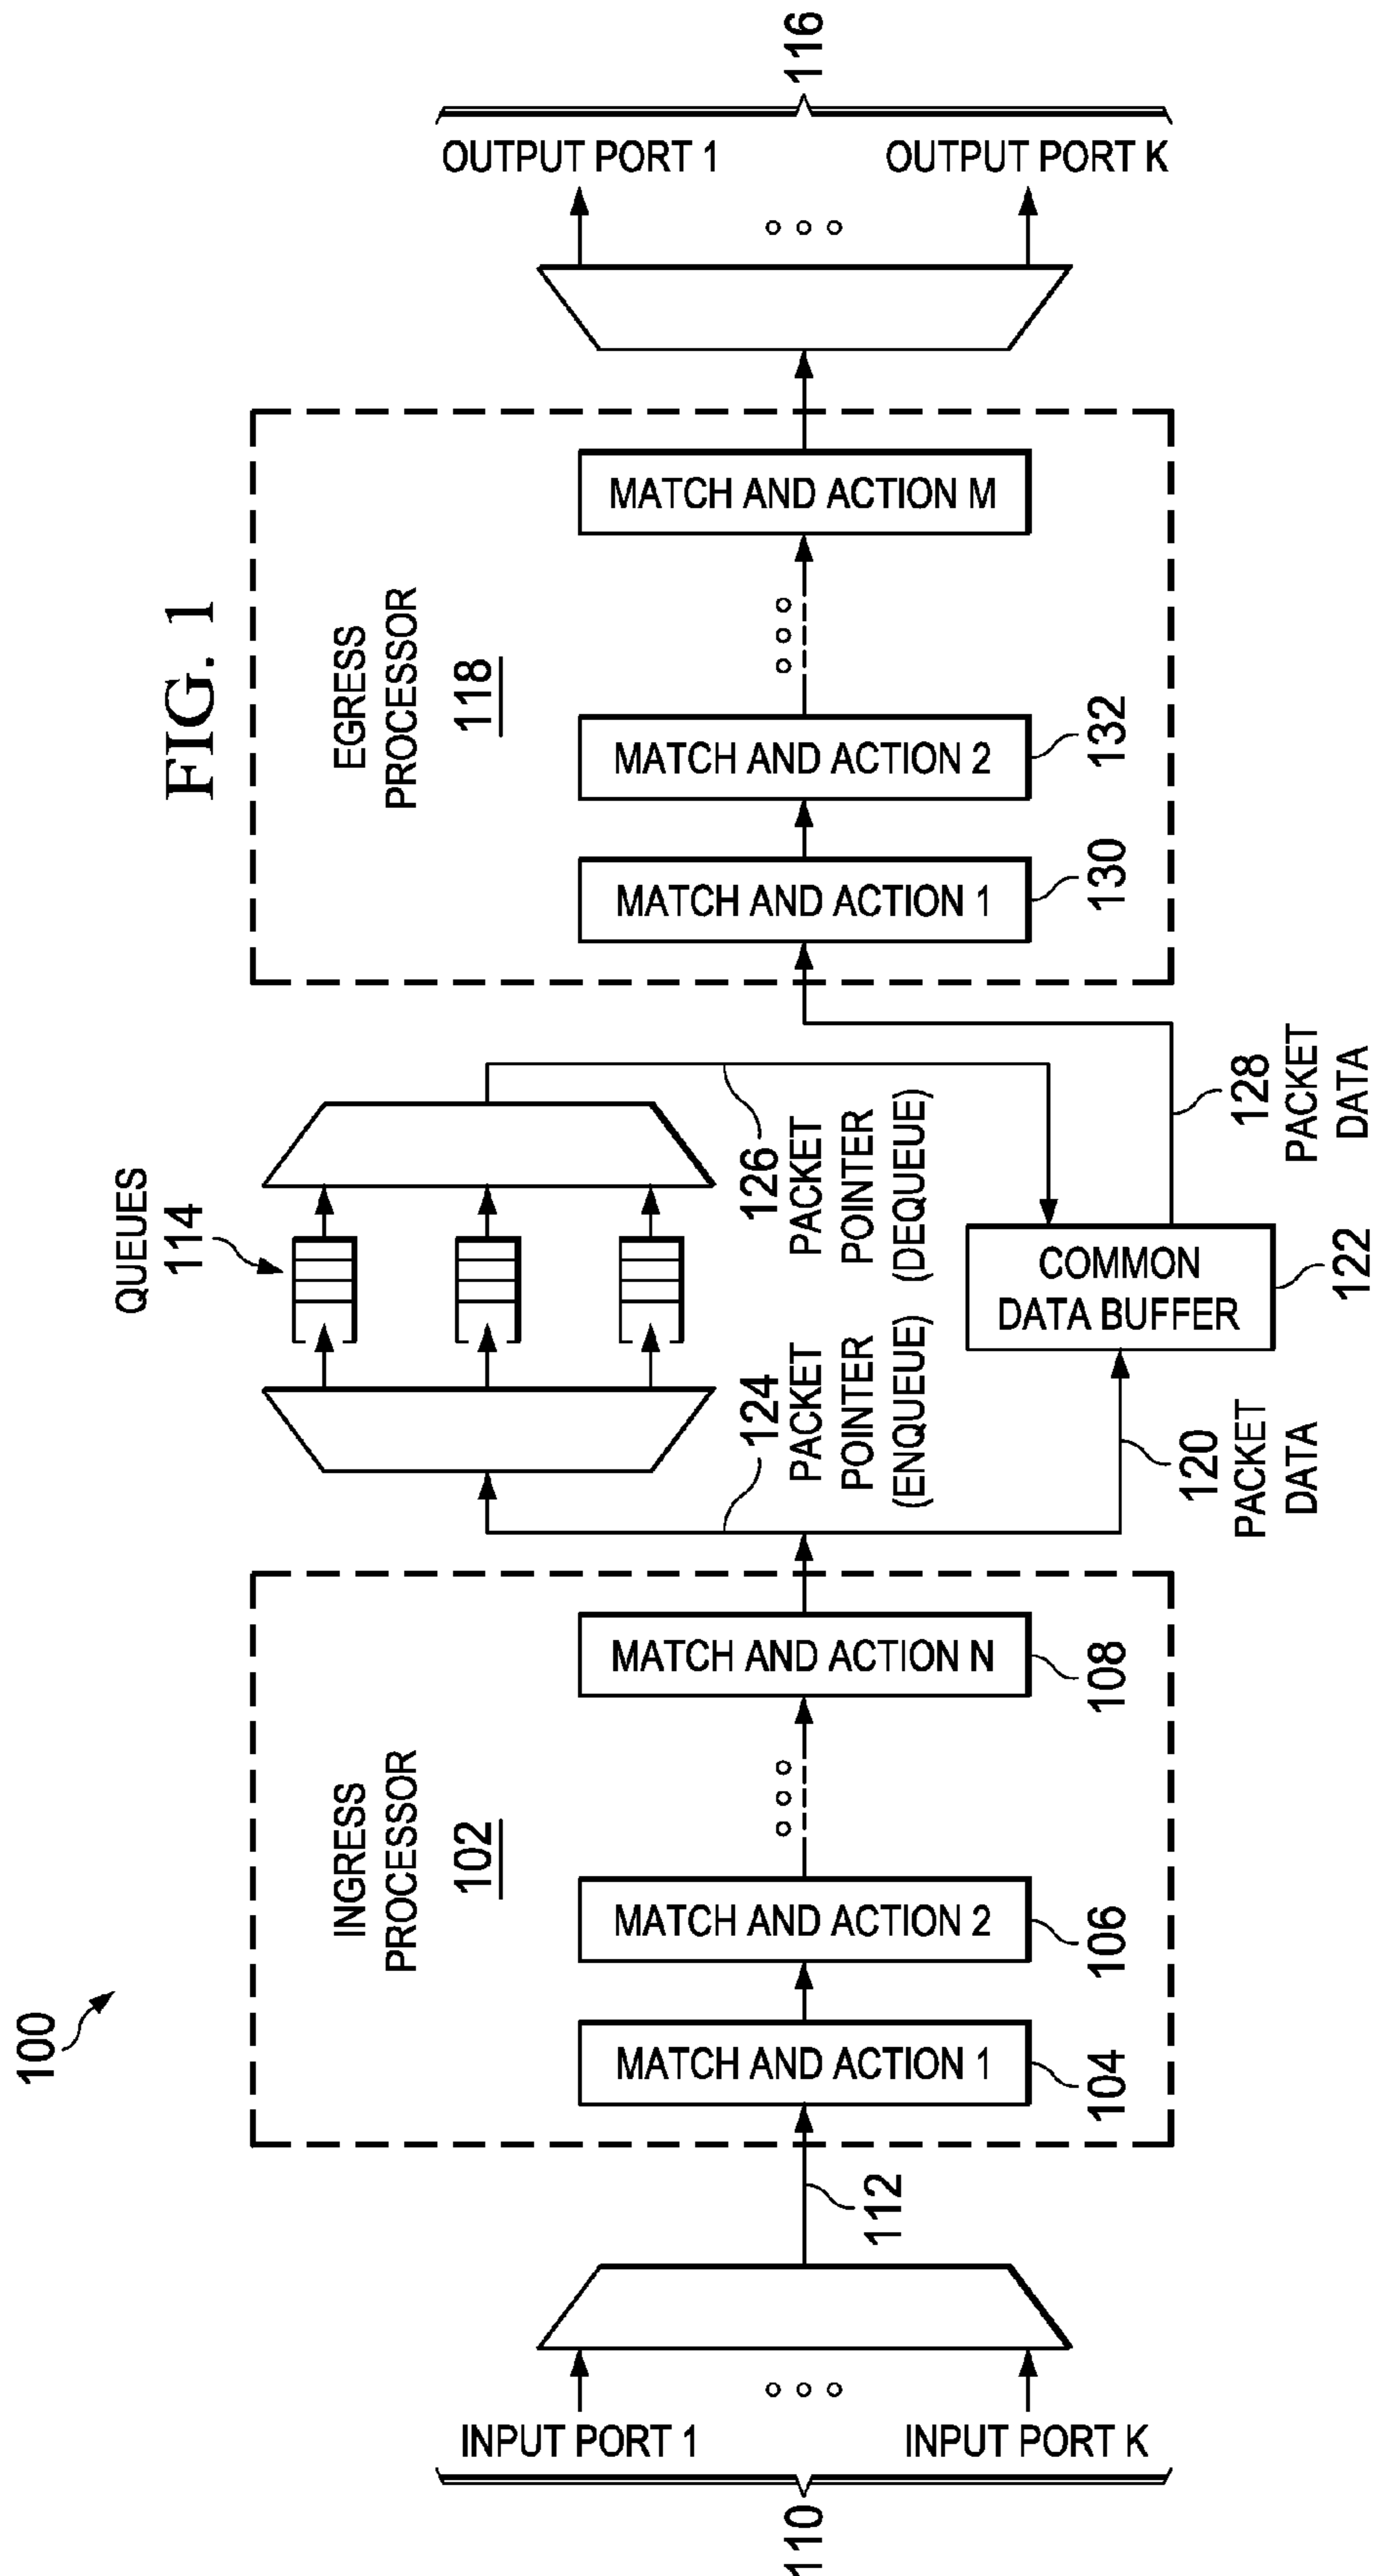 FIG. 1
100
110
INPUT PORT 1
INPUT PORT K
112
INGRESS
PROCESSOR
102
MATCH AND ACTION 1
104
MATCH AND ACTION 2
106
MATCH AND ACTION N
108
QUEUES
114
124
PACKET
POINTER
(ENQUEUE)
126
PACKET
POINTER
(DEQUEUE)
120
PACKET
DATA
COMMON
DATA BUFFER
122
128
PACKET
DATA
EGRESS
PROCESSOR
118
MATCH AND ACTION 1
130
MATCH AND ACTION 2
132
MATCH AND ACTION M
OUTPUT PORT 1
OUTPUT PORT K
116